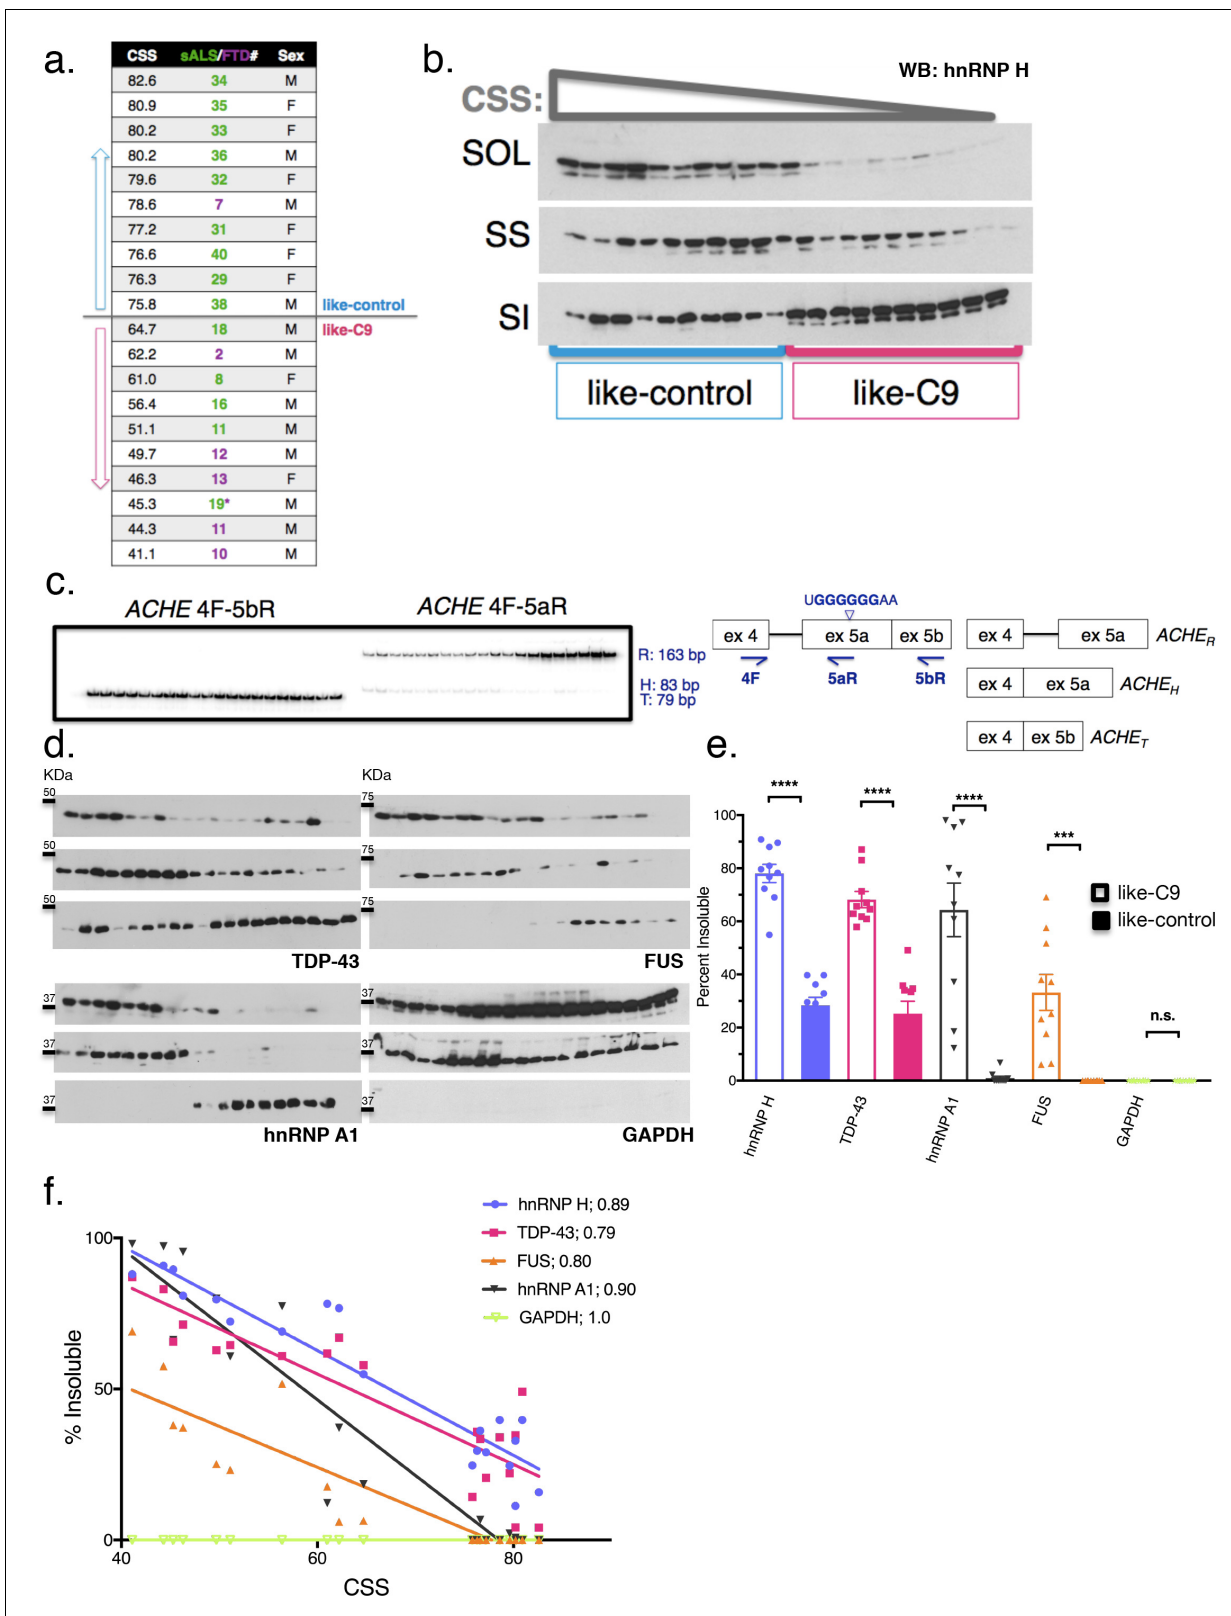 a.
CSS sALS/FTD# Sex
82.6 34 M
80.9 35 F
80.2 33 F
80.2 36 M
79.6 32 F
78.6 7 M
77.2 31 F
76.6 40 F
76.3 29 F
75.8 38 M like-control
64.7 18 M like-C9
62.2 2 M
61.0 8 F
56.4 16 M
51.1 11 M
49.7 12 M
46.3 13 F
45.3 19* M
44.3 11 M
41.1 10 M
b.
WB: hnRNP H
CSS:
SOL
SS
SI
like-control like-C9
c.
ACHE 4F-5bR ACHE 4F-5aR
R: 163 bp
H: 83 bp
T: 79 bp
UGGGGGGAA
ex 4 ex 5a ex 5b
4F 5aR 5bR
ex 4 ex 5a ACHER
ex 4 ex 5a ACHEH
ex 4 ex 5b ACHET
d.
KDa KDa
50 75
50 75
50 75
TDP-43 FUS
37 37
37 37
37 37
hnRNP A1 GAPDH
e.
**** **** **** *** n.s.
Percent Insoluble
100
80
60
40
20
0
hnRNP H TDP-43 hnRNP A1 FUS GAPDH
like-C9
like-control
f.
hnRNP H; 0.89
TDP-43; 0.79
FUS; 0.80
hnRNP A1; 0.90
GAPDH; 1.0
% Insoluble
100
50
0
40 60 80
CSS